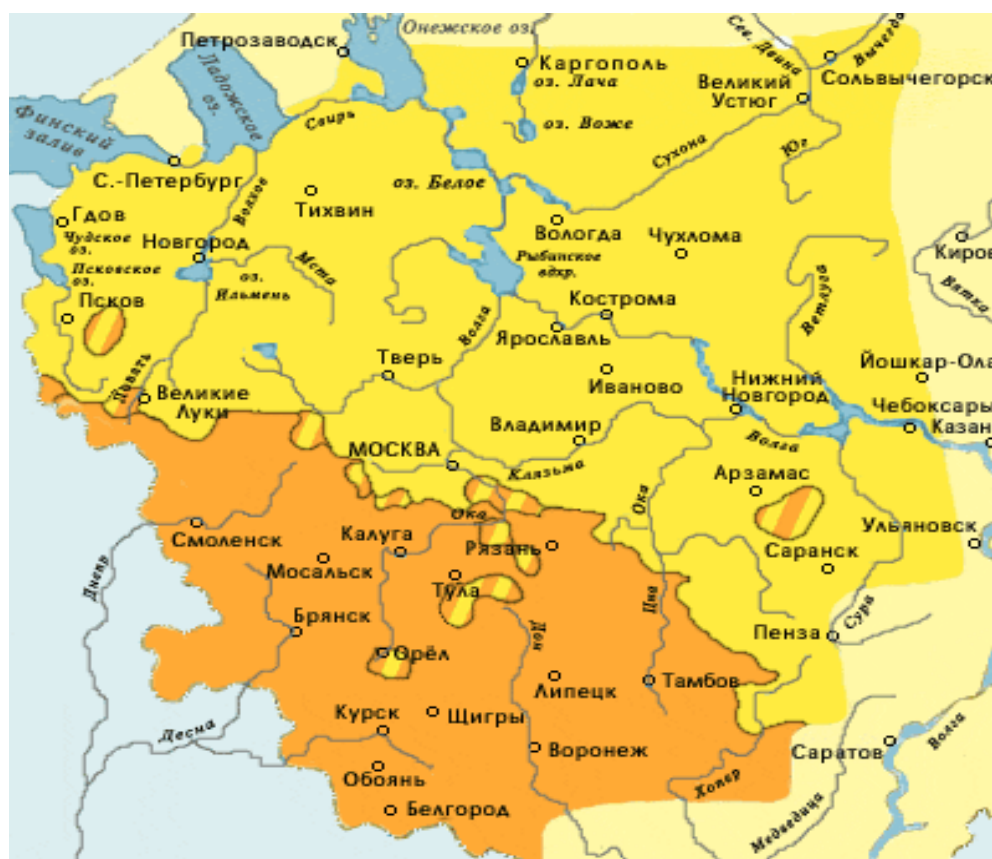 Онежское оз.
Петрозаводск
Ладожское
оз.
Каргополь
оз. Лача
Сев. Двина
Вычегда
Сольвычегорск
Великий
Устюг
Финский
залив
Свирь
оз. Воже
Сухона
Юг
С.-Петербург
Волхов
Тихвин
оз. Белое
Гдов
Чудское
оз.
Новгород
Вологда
Чухлома
Рыбинское
вдхр.
Киров
Псковское
оз.
оз.
Ильмень
Мста
Вятка
Псков
Кострома
Ветлуга
Ярославль
Волга
Тверь
Йошкар-Ола
Ловать
Великие
Луки
Иваново
Нижний
Новгород
Чебоксары
Казан
Владимир
Волга
МОСКВА
Клязьма
Арзамас
Ока
Ока
Смоленск
Калуга
Рязань
Ульяновск
Саранск
Мосальск
Тула
Днепр
Цна
Сура
Брянск
Дон
Пенза
Орёл
Липецк
Тамбов
Десна
Курск
Щигры
Воронеж
Саратов
Волга
Обоянь
Хопер
Белгород
Медведица